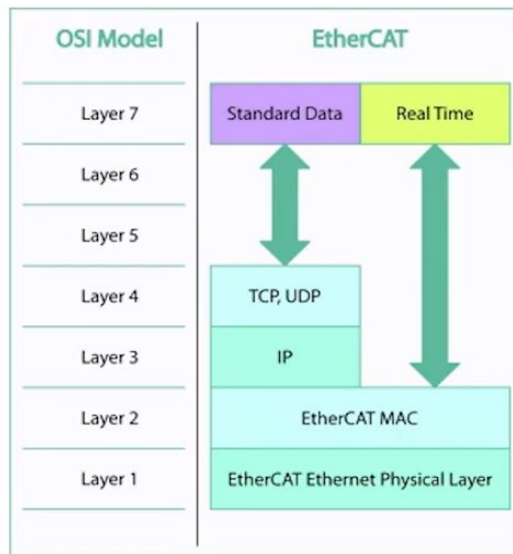 OSI Model
EtherCAT
Layer 7
Standard Data
Real Time
Layer 6
Layer 5
Layer 4
TCP, UDP
Layer 3
IP
Layer 2
EtherCAT MAC
Layer 1
EtherCAT Ethernet Physical Layer